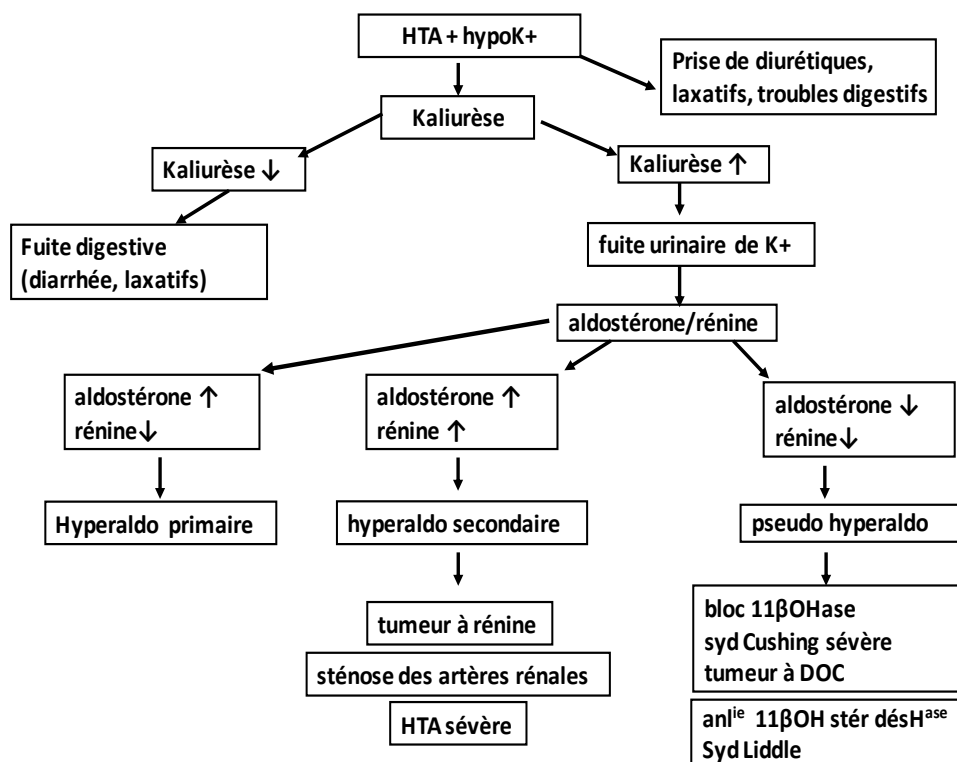 HTA + hypoK+
Prise de diurétiques,
laxatifs, troubles digestifs
Kaliurèse
Kaliurèse ↓
Kaliurèse ↑
Fuite digestive
(diarrhée, laxatifs)
fuite urinaire de K+
aldostérone/rénine
aldostérone ↑
rénine↓
aldostérone ↑
rénine ↑
aldostérone ↓
rénine↓
Hyperaldo primaire
hyperaldo secondaire
pseudo hyperaldo
tumeur à rénine
sténose des artères rénales
HTA sévère
bloc 11βOHase
syd Cushing sévère
tumeur à DOC
anlⁱᵉ 11βOH stér désHᵃˢᵉ
Syd Liddle